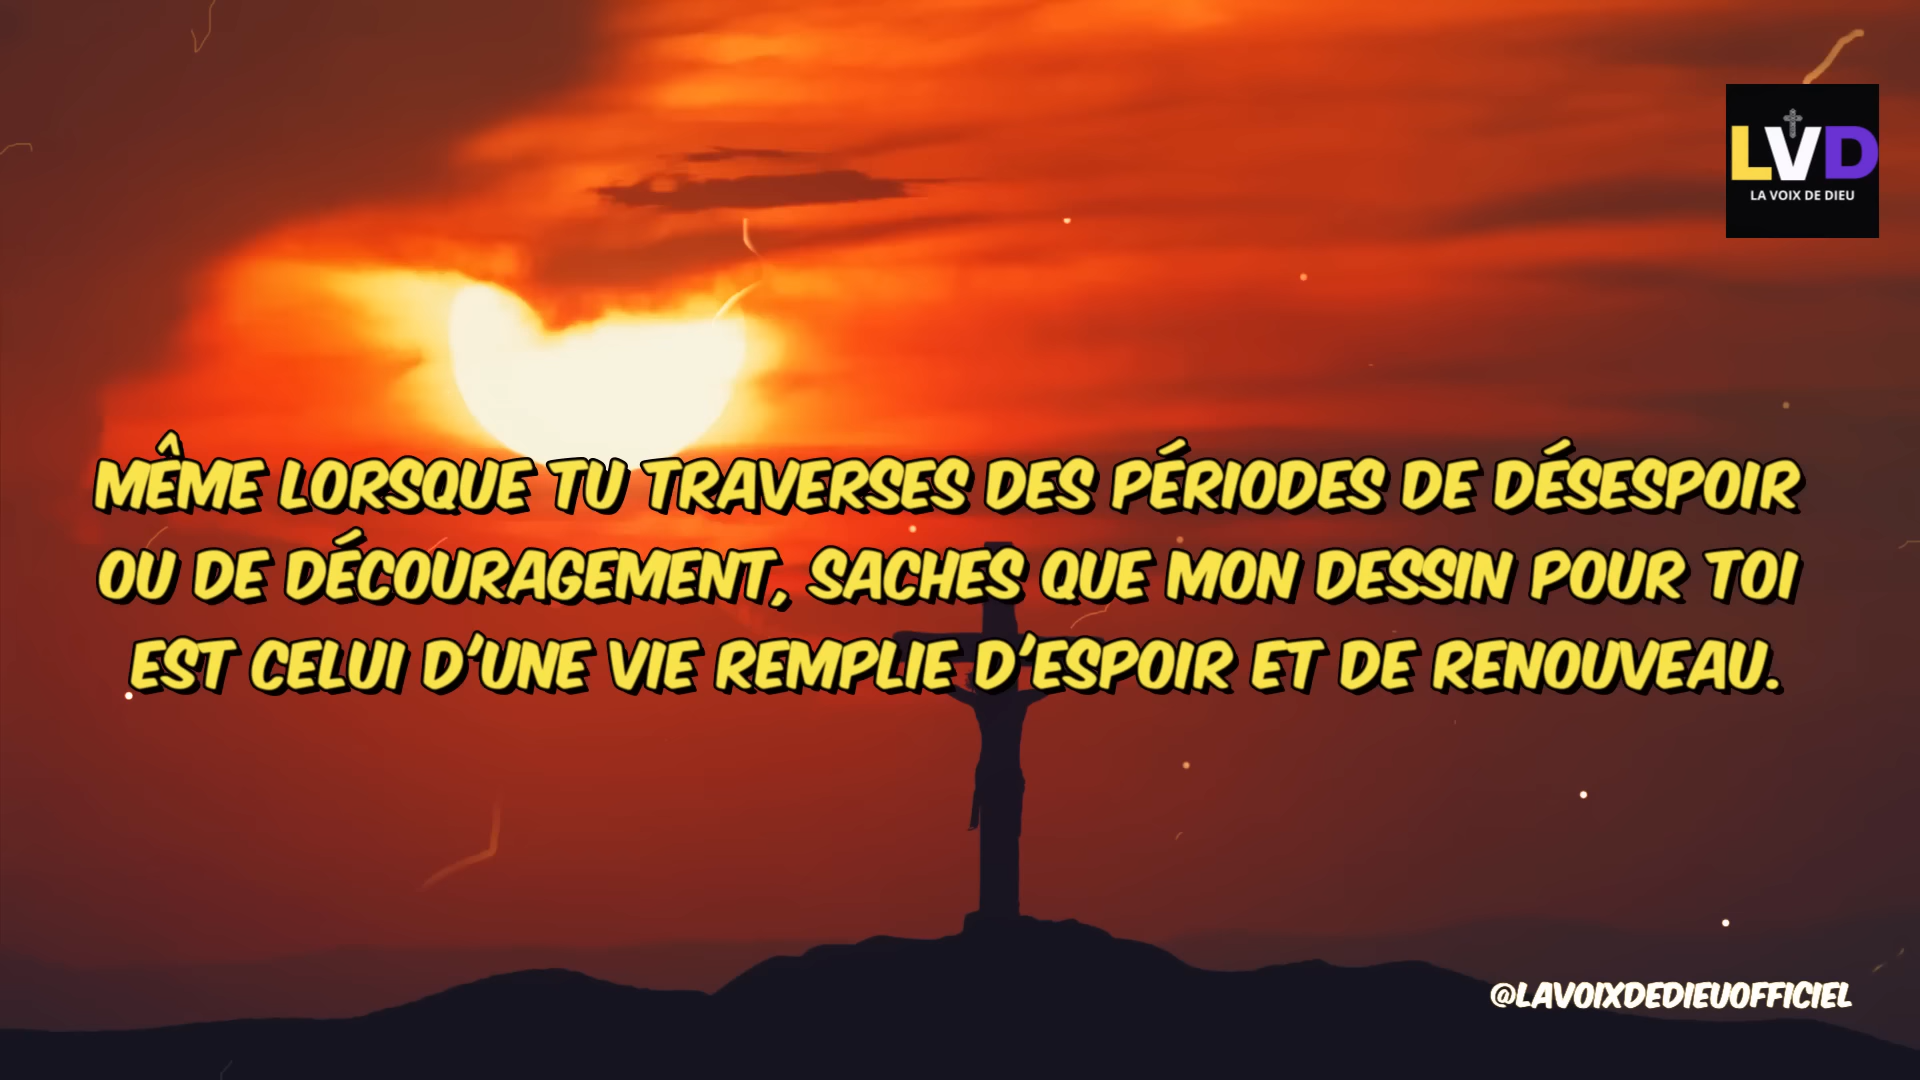 LVD
LA VOIX DE DIEU
MÊME LORSQUE TU TRAVERSES DES PÉRIODES DE DÉSESPOIR
OU DE DÉCOURAGEMENT, SACHES QUE MON DESSIN POUR TOI
EST CELUI D'UNE VIE REMPLIE D'ESPOIR ET DE RENOUVEAU.
@LAVOIXDEDIEUOFFICIEL